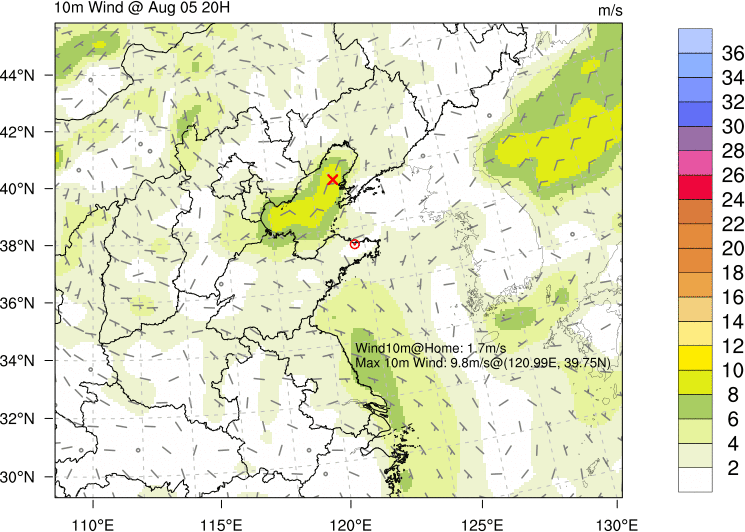 10m Wind @ Aug 05 20H
m/s
44°N
42°N
40°N
38°N
36°N
34°N
32°N
30°N
110°E
115°E
120°E
125°E
130°E
Wind10m@Home: 1.7m/s
Max 10m Wind: 9.8m/s@(120.99E, 39.75N)
36
34
32
30
28
26
24
22
20
18
16
14
12
10
8
6
4
2